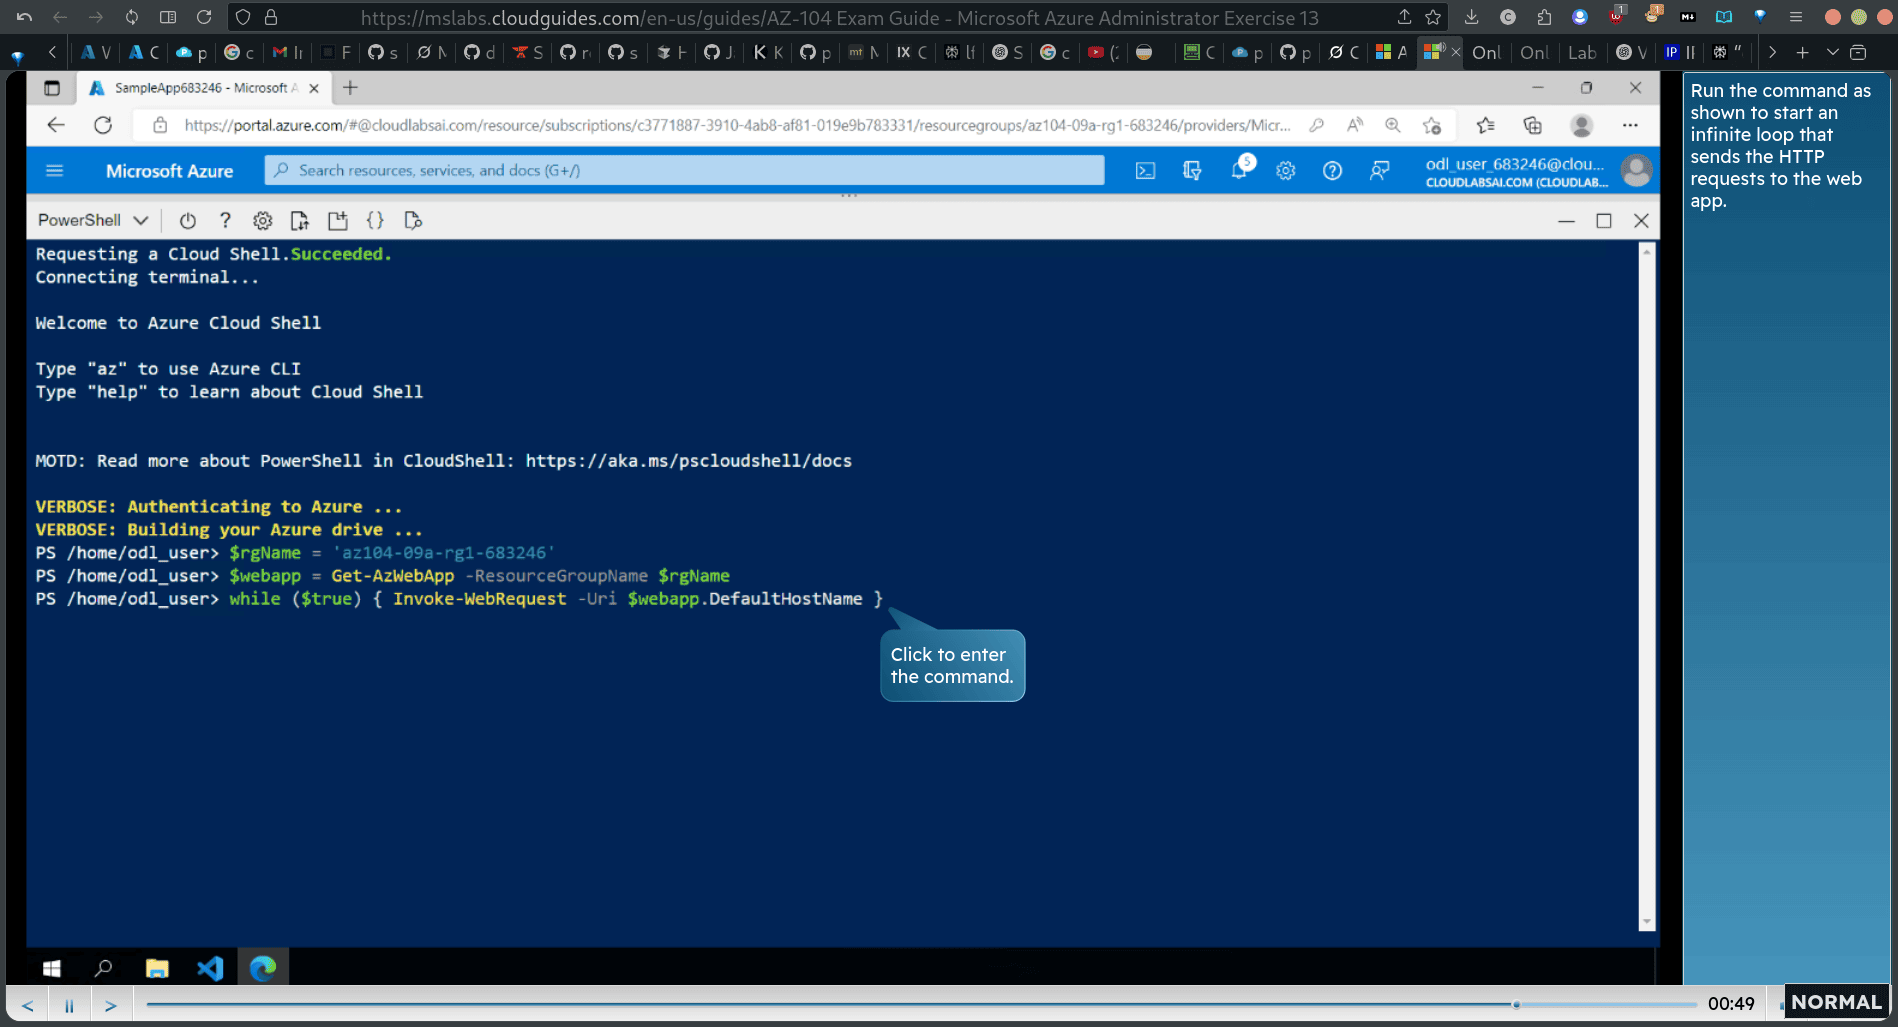 https://mslabs.cloudguides.com/en-us/guides/AZ-104 Exam Guide - Microsoft Azure Administrator Exercise 13
Onl
Onl
Lab
SampleApp683246 - Microsoft A
https://portal.azure.com/#@cloudlabsai.com/resource/subscriptions/c3771887-3910-4ab8-af81-019e9b783331/resourcegroups/az104-09a-rg1-683246/providers/Micr...
Microsoft Azure
Search resources, services, and docs (G+/)
5
odl_user_683246@clou...
CLOUDLABSAI.COM (CLOUDLAB...
PowerShell
Requesting a Cloud Shell.Succeeded.
Connecting terminal...
Welcome to Azure Cloud Shell
Type "az" to use Azure CLI
Type "help" to learn about Cloud Shell
MOTD: Read more about PowerShell in CloudShell: https://aka.ms/pscloudshell/docs
VERBOSE: Authenticating to Azure ...
VERBOSE: Building your Azure drive ...
PS /home/odl_user> $rgName = 'az104-09a-rg1-683246'
PS /home/odl_user> $webapp = Get-AzWebApp -ResourceGroupName $rgName
PS /home/odl_user> while ($true) { Invoke-WebRequest -Uri $webapp.DefaultHostName }
Click to enter
the command.
Run the command as
shown to start an
infinite loop that
sends the HTTP
requests to the web
app.
00:49
NORMAL